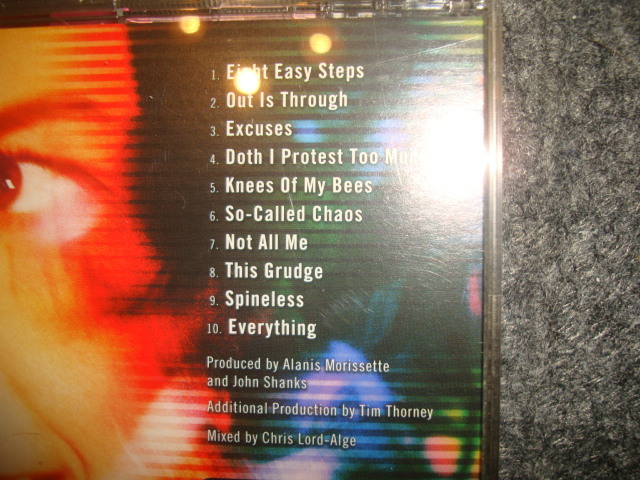 1. Eight Easy Steps
2. Out Is Through
3. Excuses
4. Doth I Protest Too
5. Knees Of My Bees
6. So-Called Chaos
7. Not All Me
8. This Grudge
9. Spineless
10. Everything
Produced by Alanis Morissette
and John Shanks
Additional Production by Tim Thorney
Mixed by Chris Lord-Alge